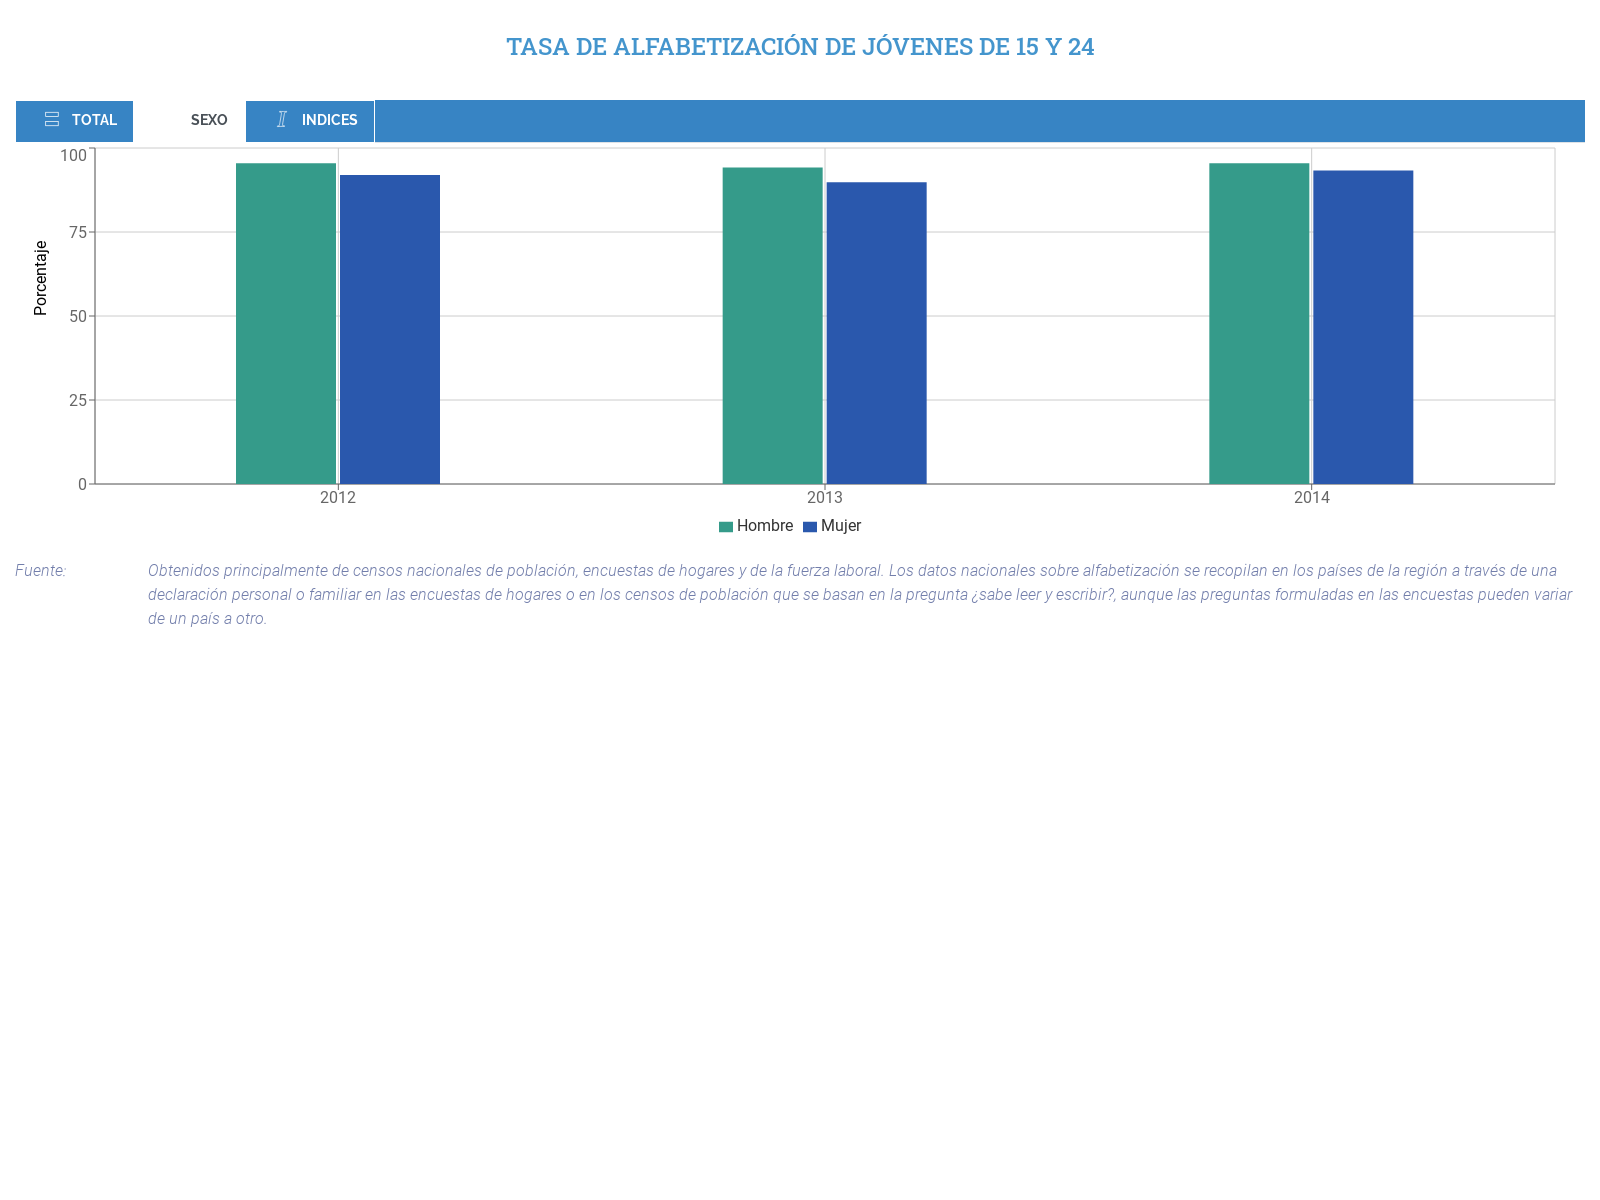 TASA DE ALFABETIZACIÓN DE JÓVENES DE 15 Y 24
TOTAL SEXO INDICES
100
75
50
25
0
Porcentaje
2012 2013 2014
Hombre Mujer
Fuente: Obtenidos principalmente de censos nacionales de población, encuestas de hogares y de la fuerza laboral. Los datos nacionales sobre alfabetización se recopilan en los países de la región a través de una
declaración personal o familiar en las encuestas de hogares o en los censos de población que se basan en la pregunta ¿sabe leer y escribir?, aunque las preguntas formuladas en las encuestas pueden variar
de un país a otro.